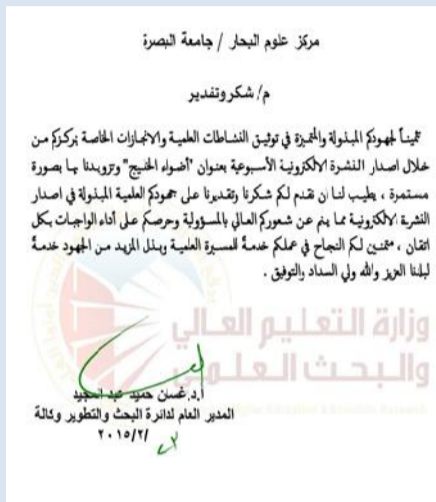 مركز علوم البحار / جامعة البصرة
م/ شكر وتقدير
تثميناً لجهودكم المبذولة والمتميزة في توثيق النشاطات العلمية والانجازات الخاصة بمركزكم من
خلال اصدار النشرة الالكترونية الأسبوعية بعنوان "أضواء الخليج" وتزويدنا بها بصورة
مستمرة ، يطيب لنا ان نقدم لكم شكرنا وتقديرنا على جهودكم العلمية المبذولة في اصدار
النشرة الالكترونية مما ينم عن شعوركم العالي بالمسؤولية وحرصكم على أداء الواجبات بكل
اتقان ، متمنين لكم النجاح في عملكم خدمةً للمسيرة العلمية وبذل المزيد من الجهود خدمةً
لبلدنا العزيز والله ولي السداد والتوفيق .
وزارة التعليم العالي
والبحث العلمي
أ.د. غسان حميد عبد المجيد
المدير العام لدائرة البحث والتطوير وكالة
٢٠١٥/٢/